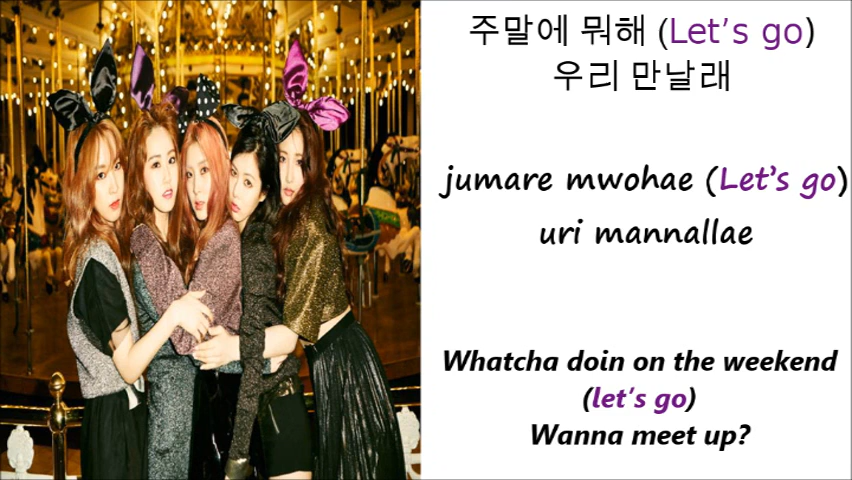 주말에 뭐해 (Let's go)
우리 만날래
jumare mwohae (Let's go)
uri mannallae
Whatcha doin on the weekend
(let's go)
Wanna meet up?